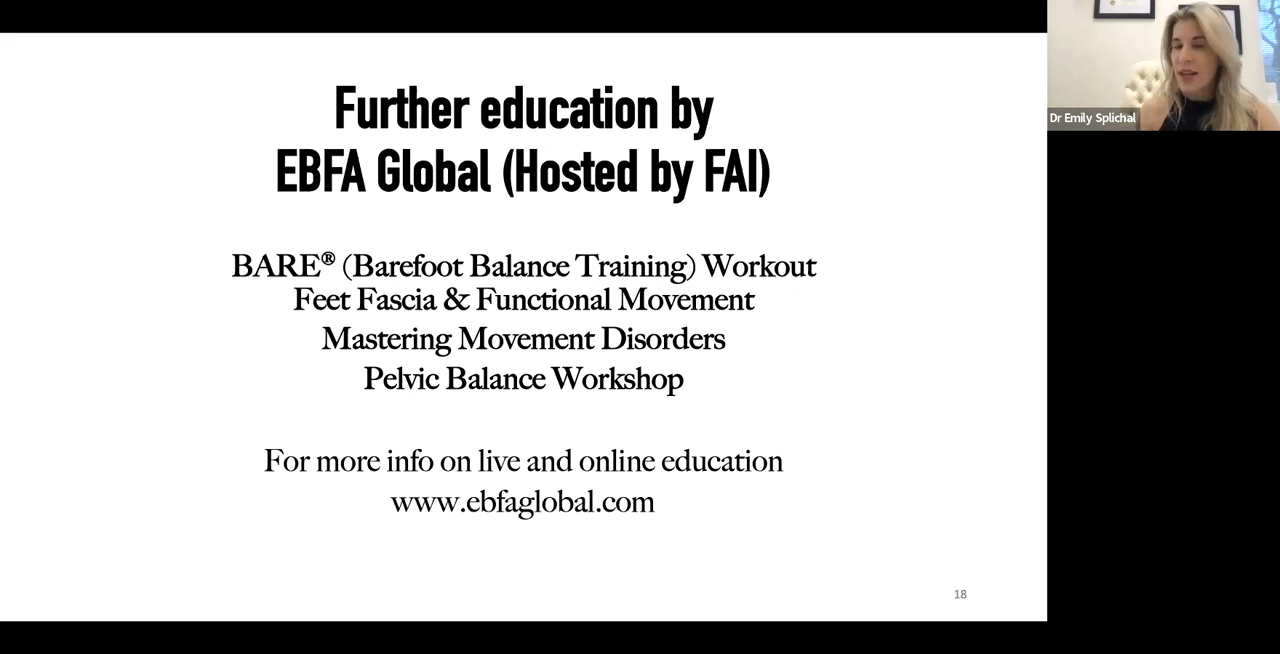 Further education by
EBFA Global (Hosted by FAI)
BARE® (Barefoot Balance Training) Workout
Feet Fascia & Functional Movement
Mastering Movement Disorders
Pelvic Balance Workshop
For more info on live and online education
www.ebfaglobal.com
18
Dr Emily Splichal